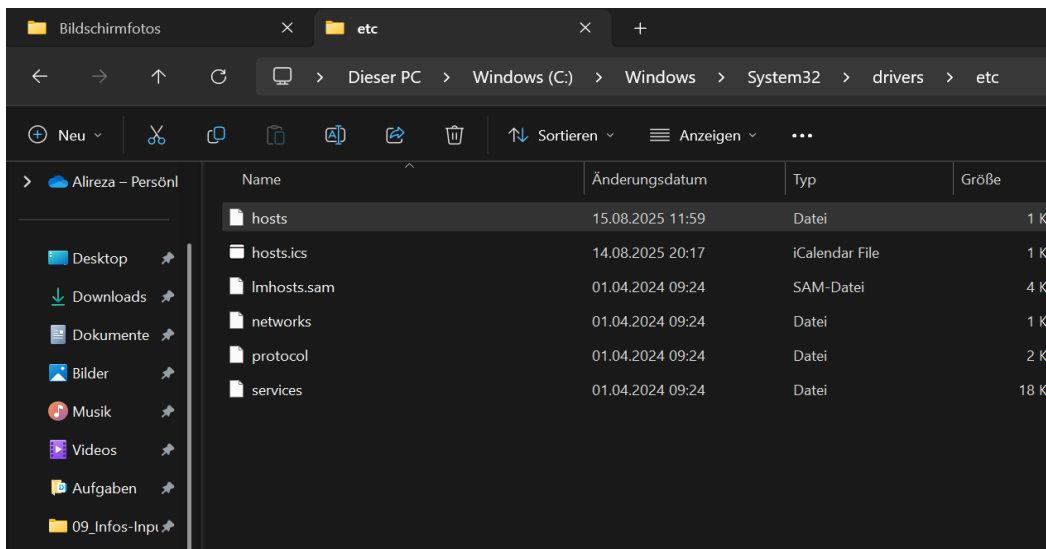 Bildschirmfotos
etc
Dieser PC > Windows (C:) > Windows > System32 > drivers > etc
Neu
Sortieren
Anzeigen
Alireza – Persönl
Name Änderungsdatum Typ Größe
hosts 15.08.2025 11:59 Datei 1 K
hosts.ics 14.08.2025 20:17 iCalendar File 1 K
lmhosts.sam 01.04.2024 09:24 SAM-Datei 4 K
networks 01.04.2024 09:24 Datei 1 K
protocol 01.04.2024 09:24 Datei 2 K
services 01.04.2024 09:24 Datei 18 K
Desktop
Downloads
Dokumente
Bilder
Musik
Videos
Aufgaben
09_Infos-Inpu